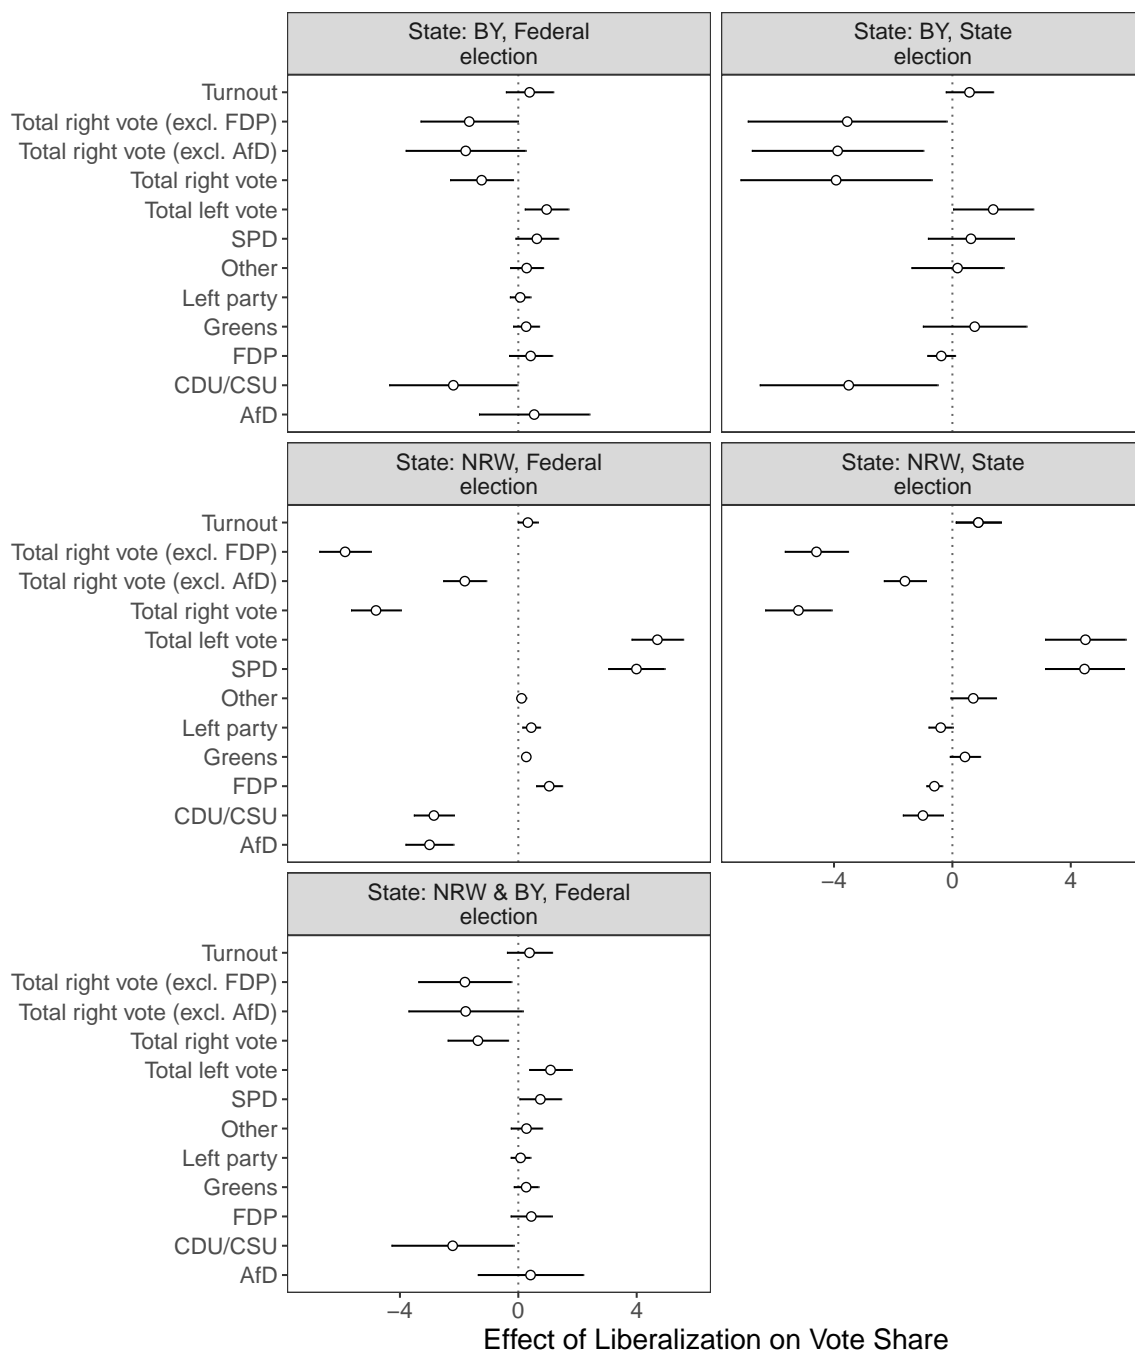 State: BY, Federal
election
State: BY, State
election
Turnout
Total right vote (excl. FDP)
Total right vote (excl. AfD)
Total right vote
Total left vote
SPD
Other
Left party
Greens
FDP
CDU/CSU
AfD
State: NRW, Federal
election
State: NRW, State
election
Turnout
Total right vote (excl. FDP)
Total right vote (excl. AfD)
Total right vote
Total left vote
SPD
Other
Left party
Greens
FDP
CDU/CSU
AfD
−4 0 4
State: NRW & BY, Federal
election
Turnout
Total right vote (excl. FDP)
Total right vote (excl. AfD)
Total right vote
Total left vote
SPD
Other
Left party
Greens
FDP
CDU/CSU
AfD
−4 0 4
Effect of Liberalization on Vote Share